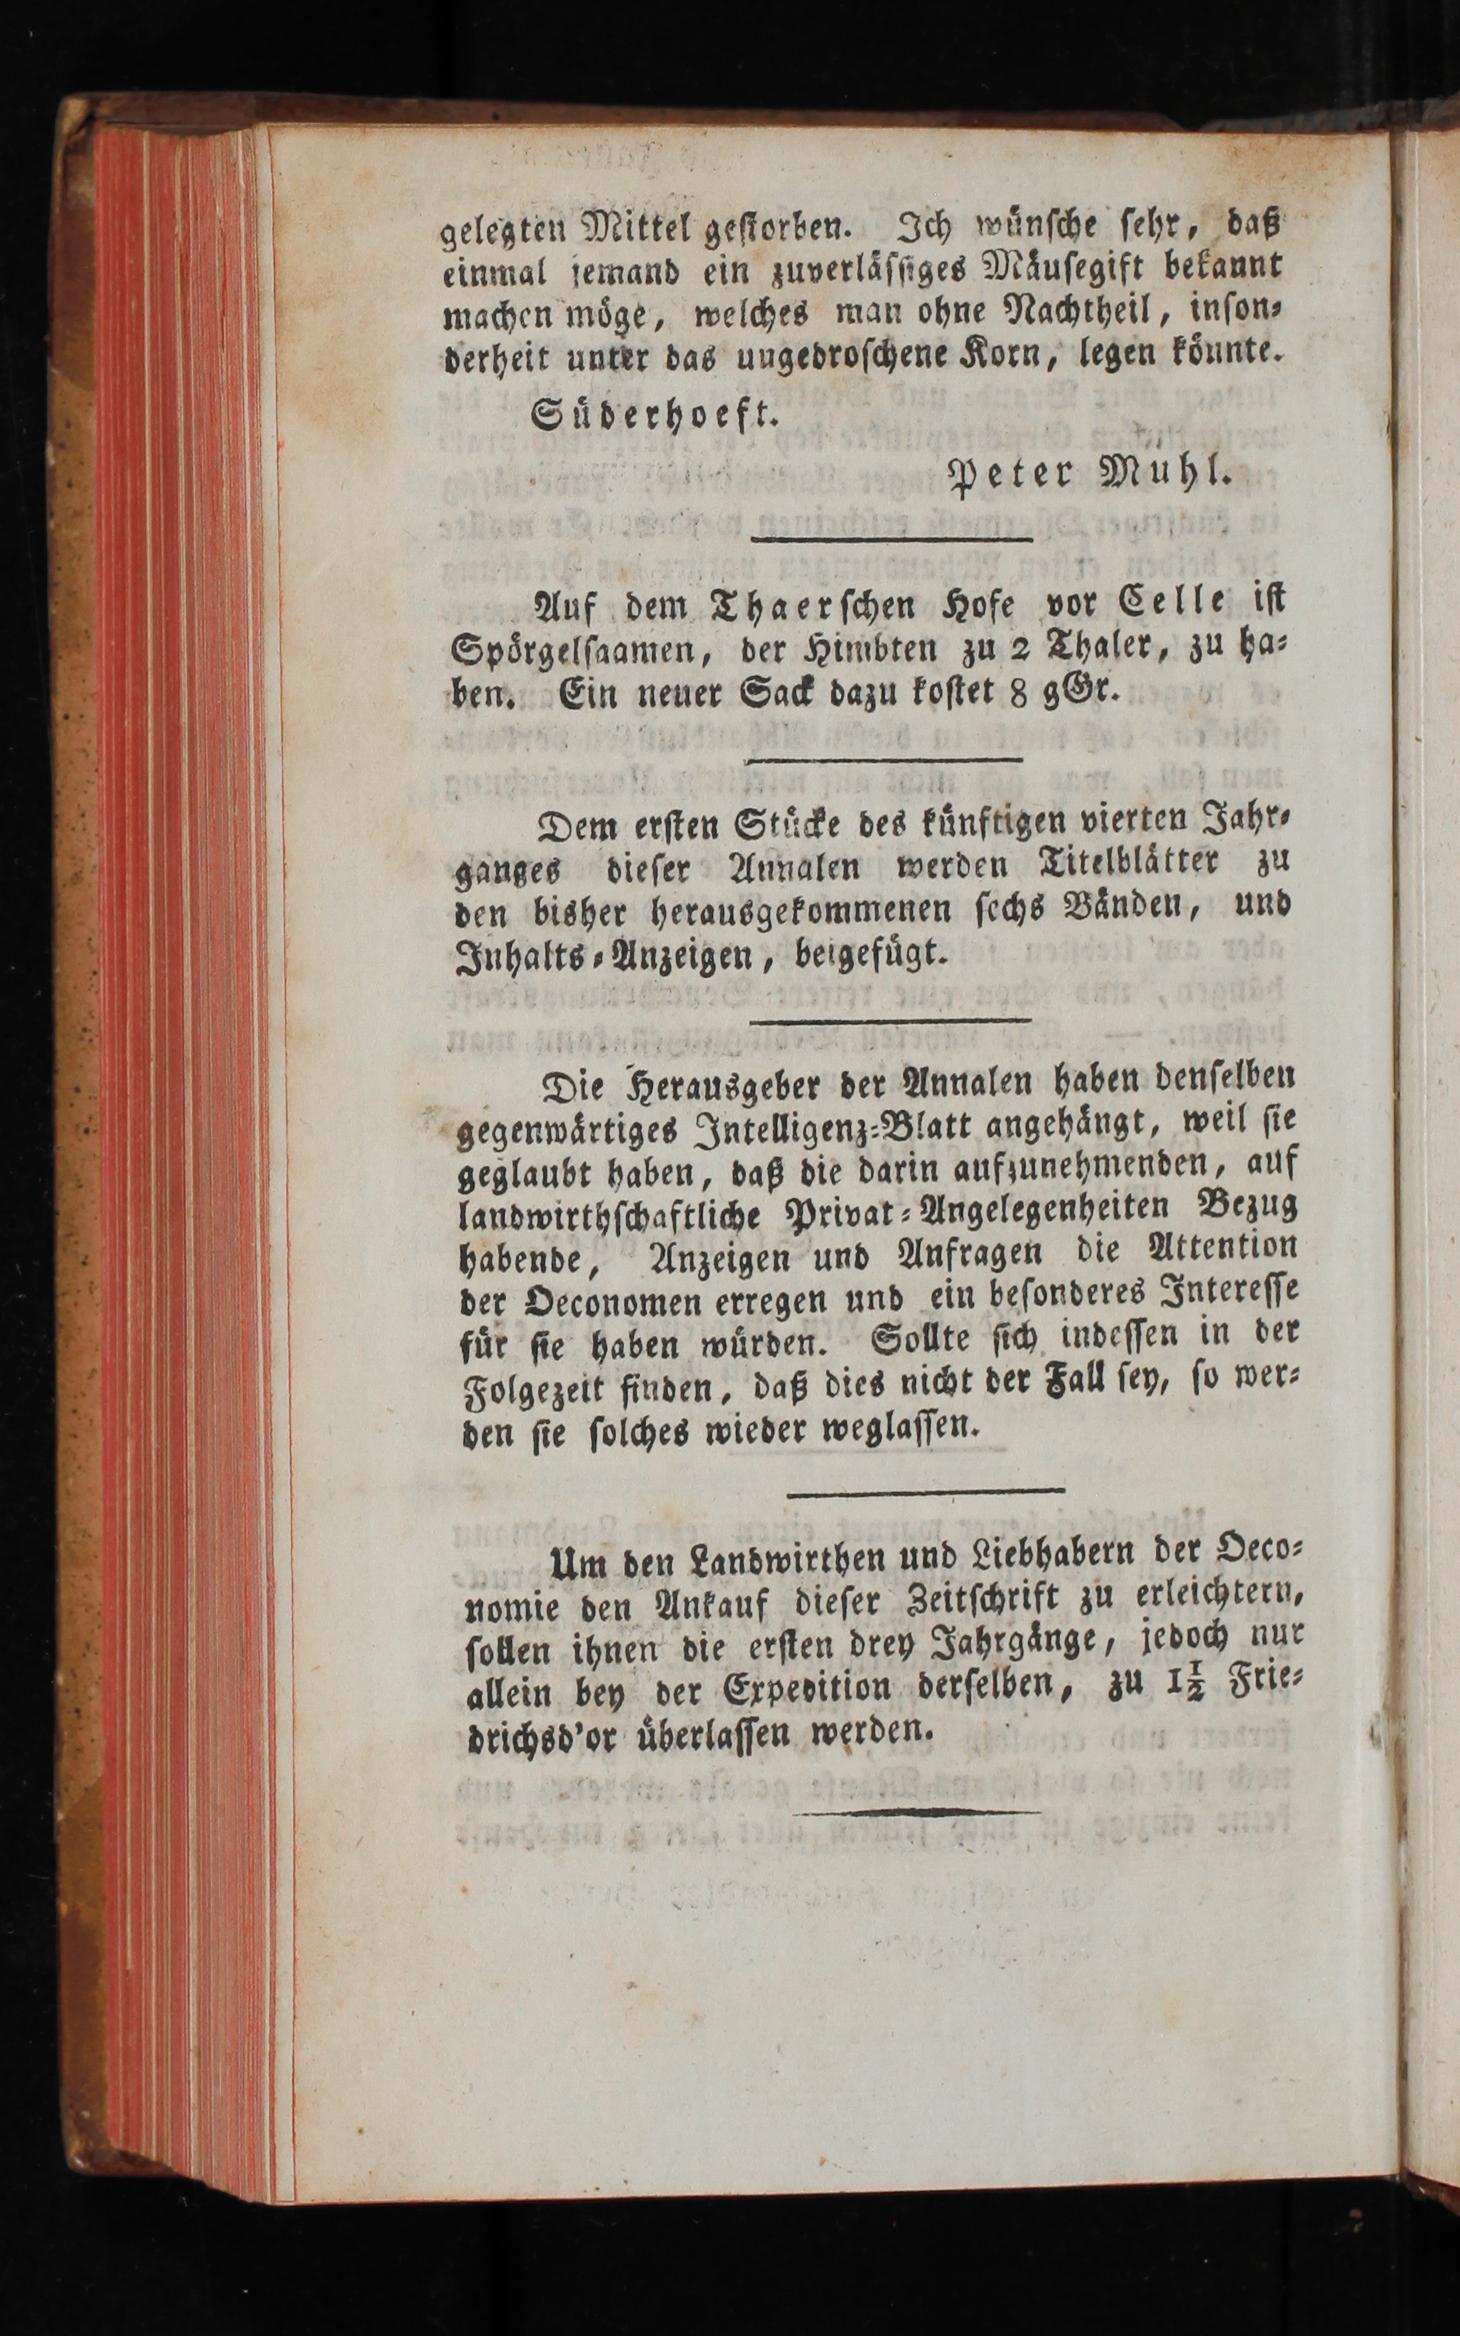 gelegten Mittel geſtorben. Ich wünſche ſehr, daß
einmal jemand ein zuverläſſiges Mäuſegift bekannt
machen möge, welches man ohne Nachtheil, inſon⸗
derheit unter das ungedroſchene Korn, legen könnte.
Süderhoeft.
Peter Muhl.
Auf dem Thaerſchen Hofe vor Celle iſt
Spörgelſaamen, der Himbten zu 2 Thaler, zu ha⸗
ben. Ein neuer Sack dazu koſtet 8 gGr.
Dem erſten Stücke des künftigen vierten Jahr⸗
ganges dieſer Annalen werden Titelblätter zu
den bisher herausgekommenen ſechs Bänden, und
Inhalts⸗Anzeigen, beigefügt.
Die Herausgeber der Annalen haben denſelben
gegenwärtiges Intelligenz⸗Blatt angehängt, weil ſie
geglaubt haben, daß die darin aufzunehmenden, auf
landwirthſchaftliche Privat⸗Angelegenheiten Bezug
habende, Anzeigen und Anfragen die Attention
der Oeconomen erregen und ein beſonderes Intereſſe
für ſie haben würden. Sollte ſich indeſſen in der
Folgezeit finden, daß dies nicht der Fall ſey, ſo wer⸗
den ſie ſolches wieder weglaſſen.
Um den Landwirthen und Liebhabern der Oeco⸗
nomie den Ankauf dieſer Zeitſchrift zu erleichtern,
ſollen ihnen die erſten drey Jahrgänge, jedoch nur
allein bey der Expedition derſelben, zu 1½ Frie⸗
drichsd'or überlaſſen werden.